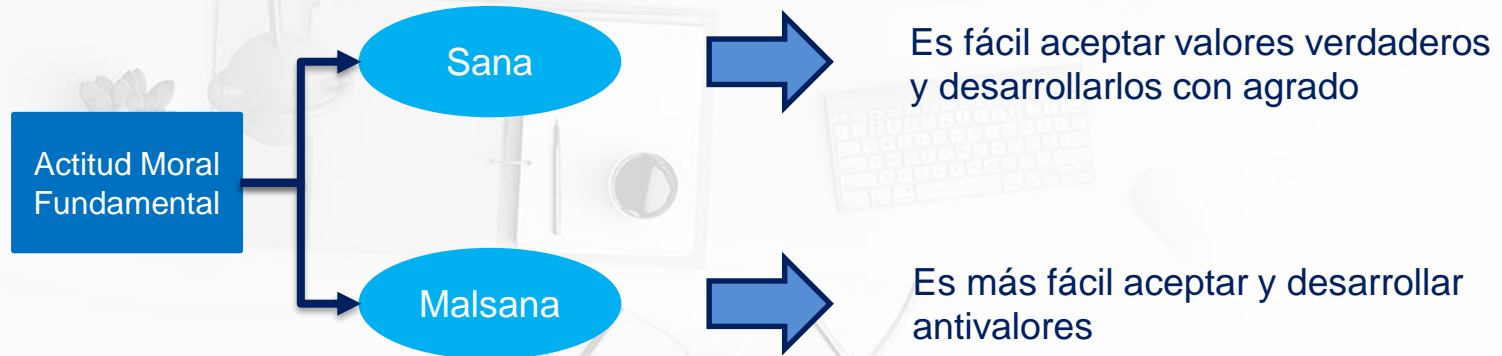 Sana
Es fácil aceptar valores verdaderos
y desarrollarlos con agrado
Actitud Moral
Fundamental
Malsana
Es más fácil aceptar y desarrollar
antivalores